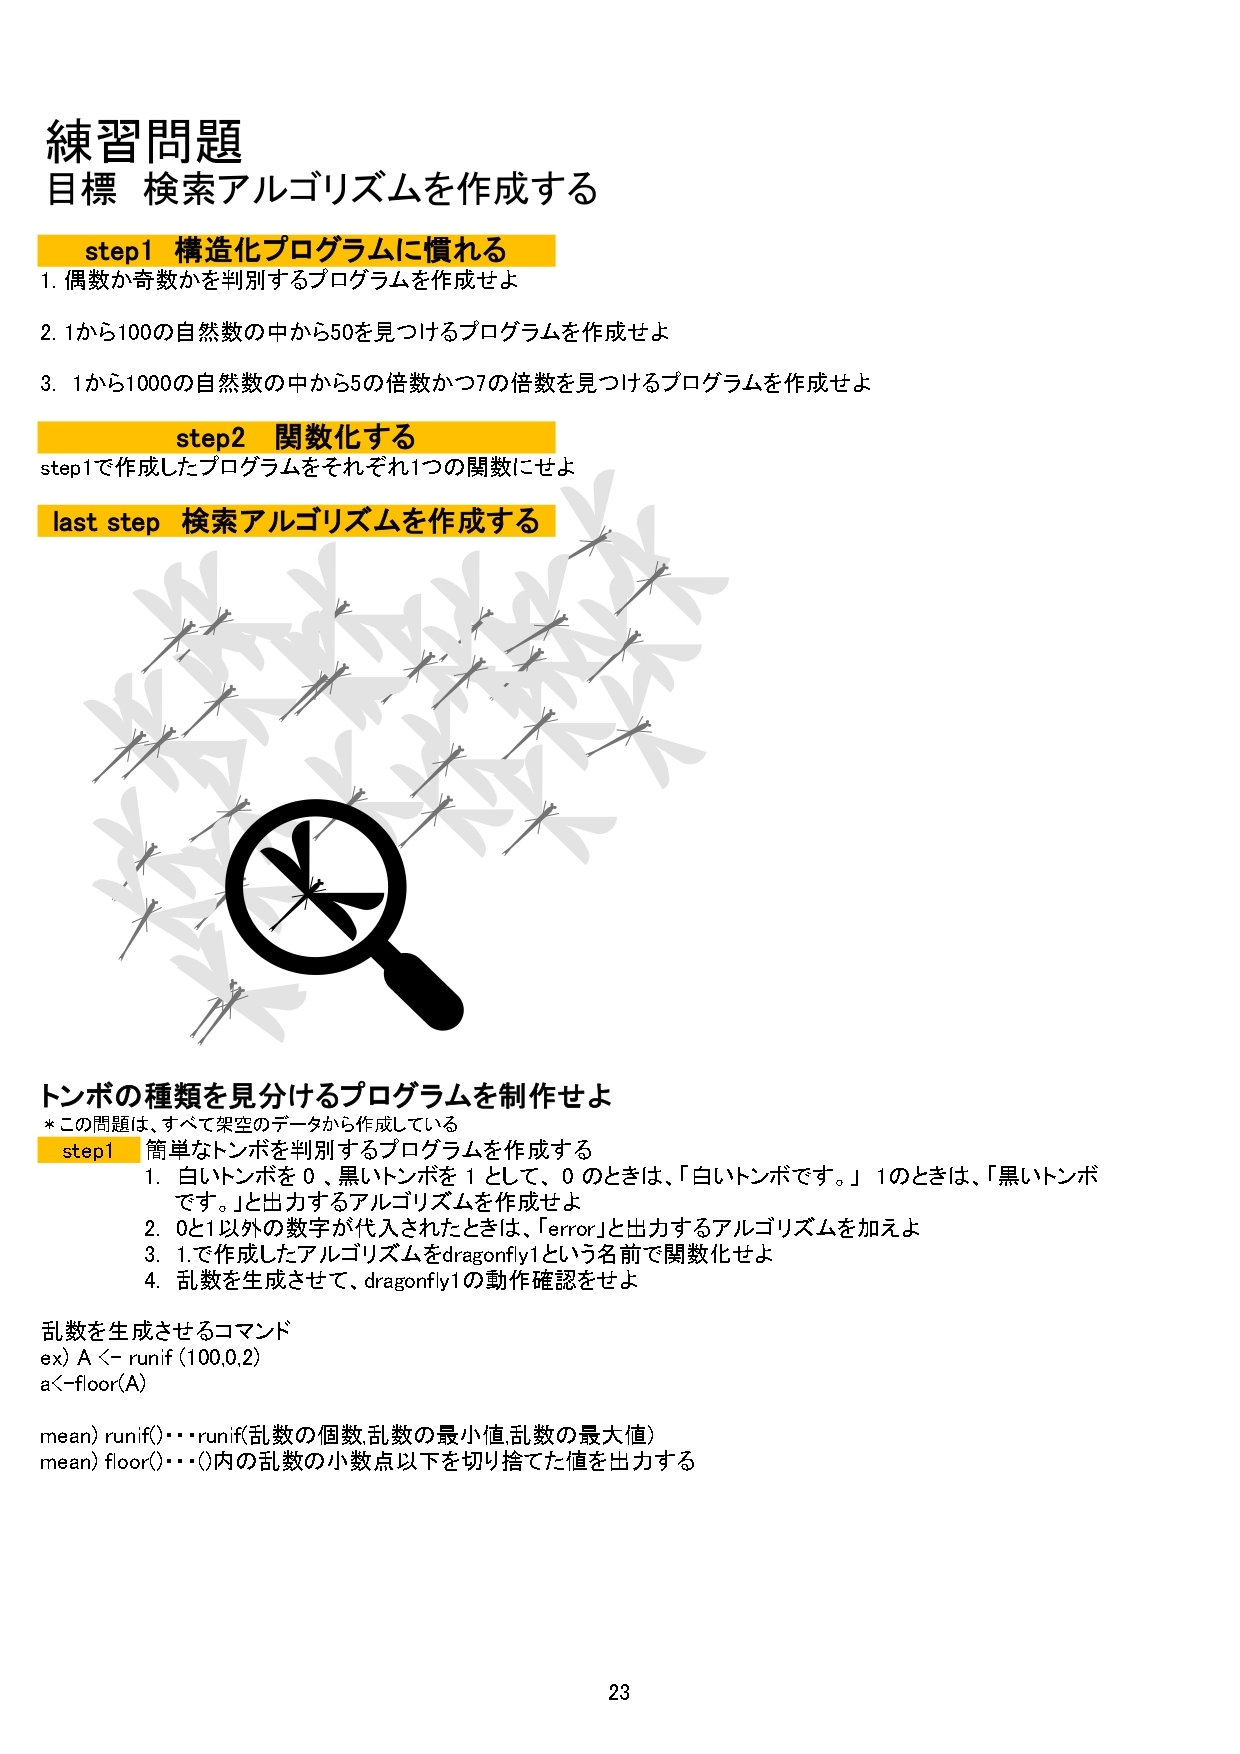 練習問題
目標　検索アルゴリズムを作成する
step1　構造化プログラムに慣れる
1. 偶数か奇数かを判別するプログラムを作成せよ
2. 1から100の自然数の中から50を見つけるプログラムを作成せよ
3.  1から1000の自然数の中から5の倍数かつ7の倍数を見つけるプログラムを作成せよ
step2　関数化する
step1で作成したプログラムをそれぞれ1つの関数にせよ
last step　検索アルゴリズムを作成する
トンボの種類を見分けるプログラムを制作せよ
＊この問題は、すべて架空のデータから作成している
step1　簡単なトンボを判別するプログラムを作成する
1.  白いトンボを 0 、黒いトンボを 1 として、 0 のときは、「白いトンボです。」 1のときは、「黒いトンボ
です。」と出力するアルゴリズムを作成せよ
2.  0と1以外の数字が代入されたときは、「error」と出力するアルゴリズムを加えよ
3.  1.で作成したアルゴリズムをdragonfly1という名前で関数化せよ
4.  乱数を生成させて、dragonfly1の動作確認をせよ
乱数を生成させるコマンド
ex) A <- runif (100,0,2)
a<-floor(A)
mean) runif()・・・runif(乱数の個数,乱数の最小値,乱数の最大値)
mean) floor()・・・()内の乱数の小数点以下を切り捨てた値を出力する
23